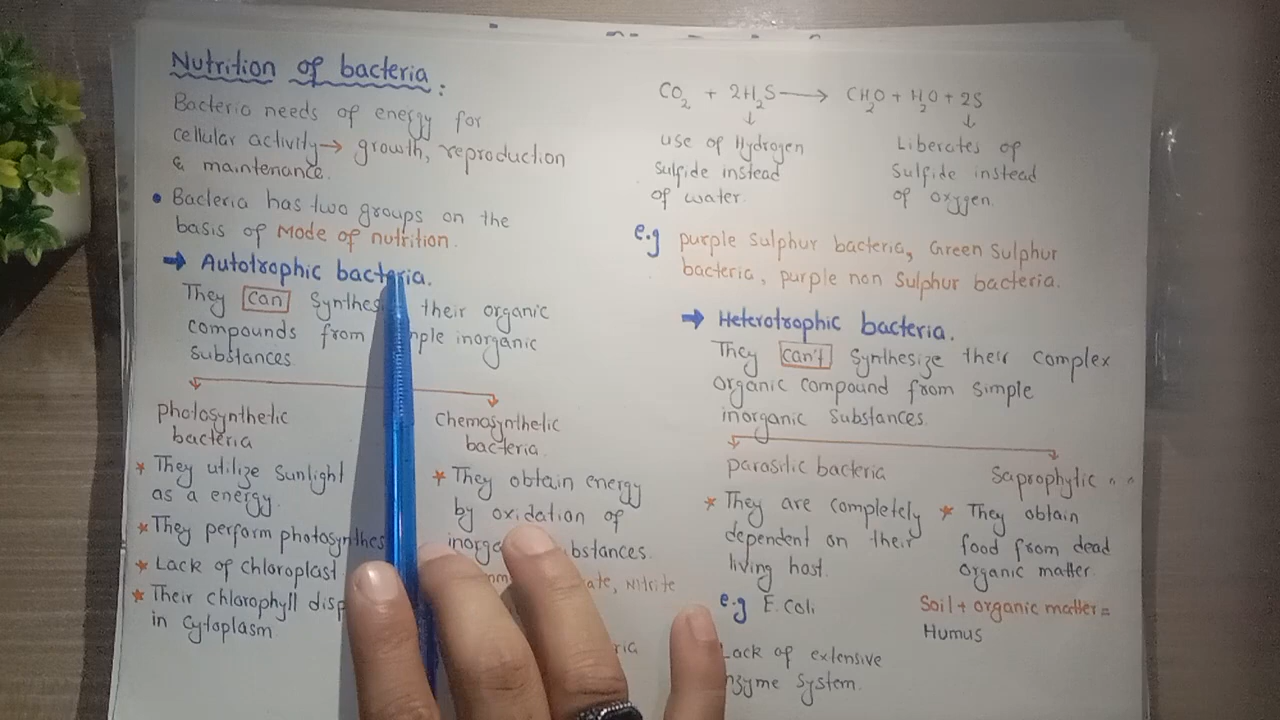 Nutrition of bacteria:
Bacteria needs of energy for
cellular activity → growth, reproduction
& maintenance.
• Bacteria has two groups on the
basis of Mode of nutrition.
→ Autotrophic bacteria.
They can their organic
compounds from inorganic
substances
photosynthetic
bacteria
* They utilize sunlight
as a energy.
* They perform
* Lack of chloroplast
* Their chlorophyll
in cytoplasm
Chemosynthetic
bacteria.
* They obtain energy
by oxidation of
Nitrite
CO₂ + 2H₂S → CH₂O + H₂O + 2S
use of Hydrogen
Sulfide instead
of water.
Liberates of
Sulfide instead
of oxygen.
e.g purple Sulphur bacteria, Green Sulphur
bacteria, purple non Sulphur bacteria.
→ Heterotrophic bacteria.
They can't synthesize their complex
organic compound from simple
inorganic substances.
parasitic bacteria
* They are completely
dependent on their
living host.
e.g E.Coli
Lack of extensive
system.
Saprophytic " "
* They obtain
food from dead
organic matter.
Soil + organic matter =
Humus